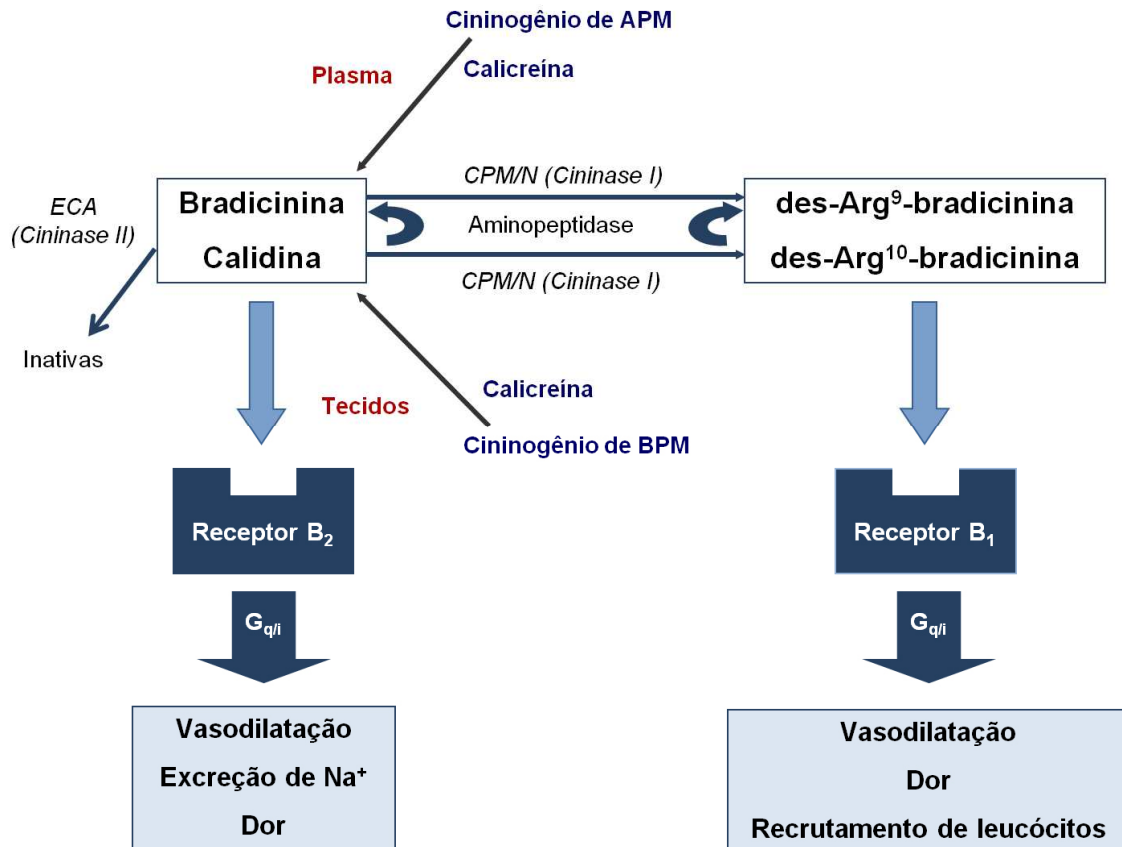 Cininogênio de APM
Plasma
Calicreína
ECA
(Cininase II)
Inativas
Bradicinina
Calidina
CPM/N (Cininase I)
Aminopeptidase
CPM/N (Cininase I)
des-Arg⁹-bradicinina
des-Arg¹⁰-bradicinina
Tecidos
Calicreína
Cininogênio de BPM
Receptor B₂
Receptor B₁
Gq/i
Gq/i
Vasodilatação
Excreção de Na⁺
Dor
Vasodilatação
Dor
Recrutamento de leucócitos